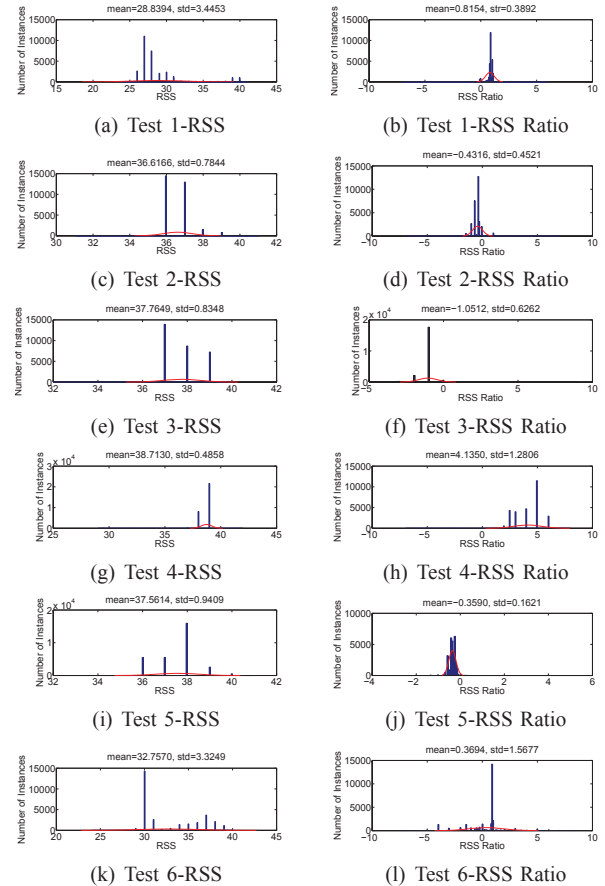 mean=28.8394, std=3.4453
Number of Instances
15000
10000
5000
0
15 20 25 30 35 40 45
RSS
(a) Test 1-RSS
mean=0.8154, str=0.3892
Number of Instances
15000
10000
5000
0
−10 −5 0 5 10
RSS Ratio
(b) Test 1-RSS Ratio
mean=36.6166, std=0.7844
Number of Instances
15000
10000
5000
0
30 32 34 36 38 40 42
RSS
(c) Test 2-RSS
mean=−0.4316, std=0.4521
Number of Instances
15000
10000
5000
0
−10 −5 0 5 10
RSS Ratio
(d) Test 2-RSS Ratio
mean=37.7649, std=0.8348
Number of Instances
15000
10000
5000
0
32 34 36 38 40 42
RSS
(e) Test 3-RSS
mean=−1.0512, std=0.6262
Number of Instances
x 10^4
2
1
0
−5 0 5 10
RSS Ratio
(f) Test 3-RSS Ratio
mean=38.7130, std=0.4858
Number of Instances
x 10^4
3
2
1
0
15 20 25 30 35 40 45
RSS
(g) Test 4-RSS
mean=4.1350, std=1.2806
Number of Instances
15000
10000
5000
0
−10 −5 0 5 10
RSS Ratio
(h) Test 4-RSS Ratio
mean=37.5614, std=0.9409
Number of Instances
x 10^4
2
1
0
32 34 36 38 40 42
RSS
(i) Test 5-RSS
mean=−0.3590, std=0.1621
Number of Instances
10000
5000
0
−4 −2 0 2 4 6
RSS Ratio
(j) Test 5-RSS Ratio
mean=32.7570, std=3.3249
Number of Instances
15000
10000
5000
0
20 25 30 35 40 45
RSS
(k) Test 6-RSS
mean=0.3694, std=1.5677
Number of Instances
15000
10000
5000
0
−10 −5 0 5 10
RSS Ratio
(l) Test 6-RSS Ratio